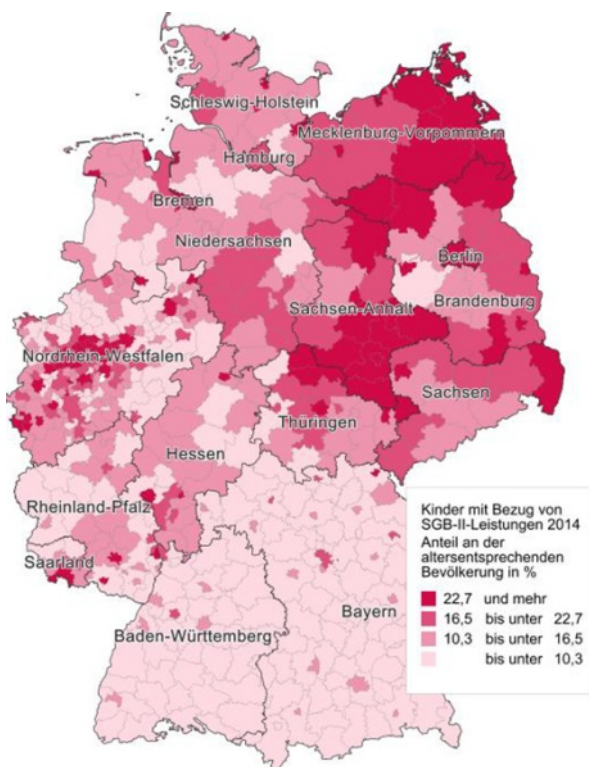 Schleswig-Holstein
Mecklenburg-Vorpommern
Hamburg
Bremen
Niedersachsen
Berlin
Sachsen-Anhalt
Brandenburg
Nordrhein-Westfalen
Sachsen
Thüringen
Hessen
Rheinland-Pfalz
Saarland
Bayern
Baden-Württemberg
Kinder mit Bezug von
SGB-II-Leistungen 2014
Anteil an der
altersentsprechenden
Bevölkerung in %
22,7 und mehr
16,5 bis unter 22,7
10,3 bis unter 16,5
bis unter 10,3